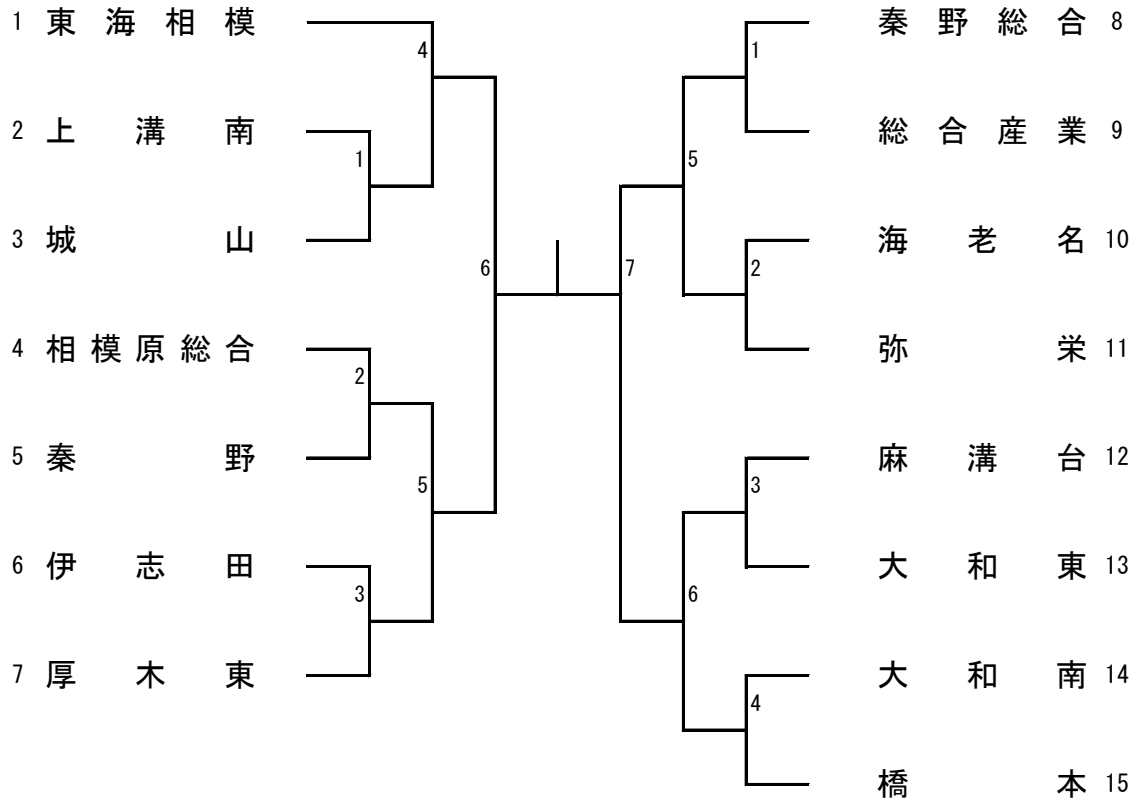 1 東海相模
4
2 上溝南
1
3 城山
6
4 相模原総合
2
5 秦野
5
6 伊志田
3
7 厚木東
秦野総合 8
1
総合産業 9
5
海老名 10
7
2
弥栄 11
麻溝台 12
3
大和東 13
6
大和南 14
4
橋本 15